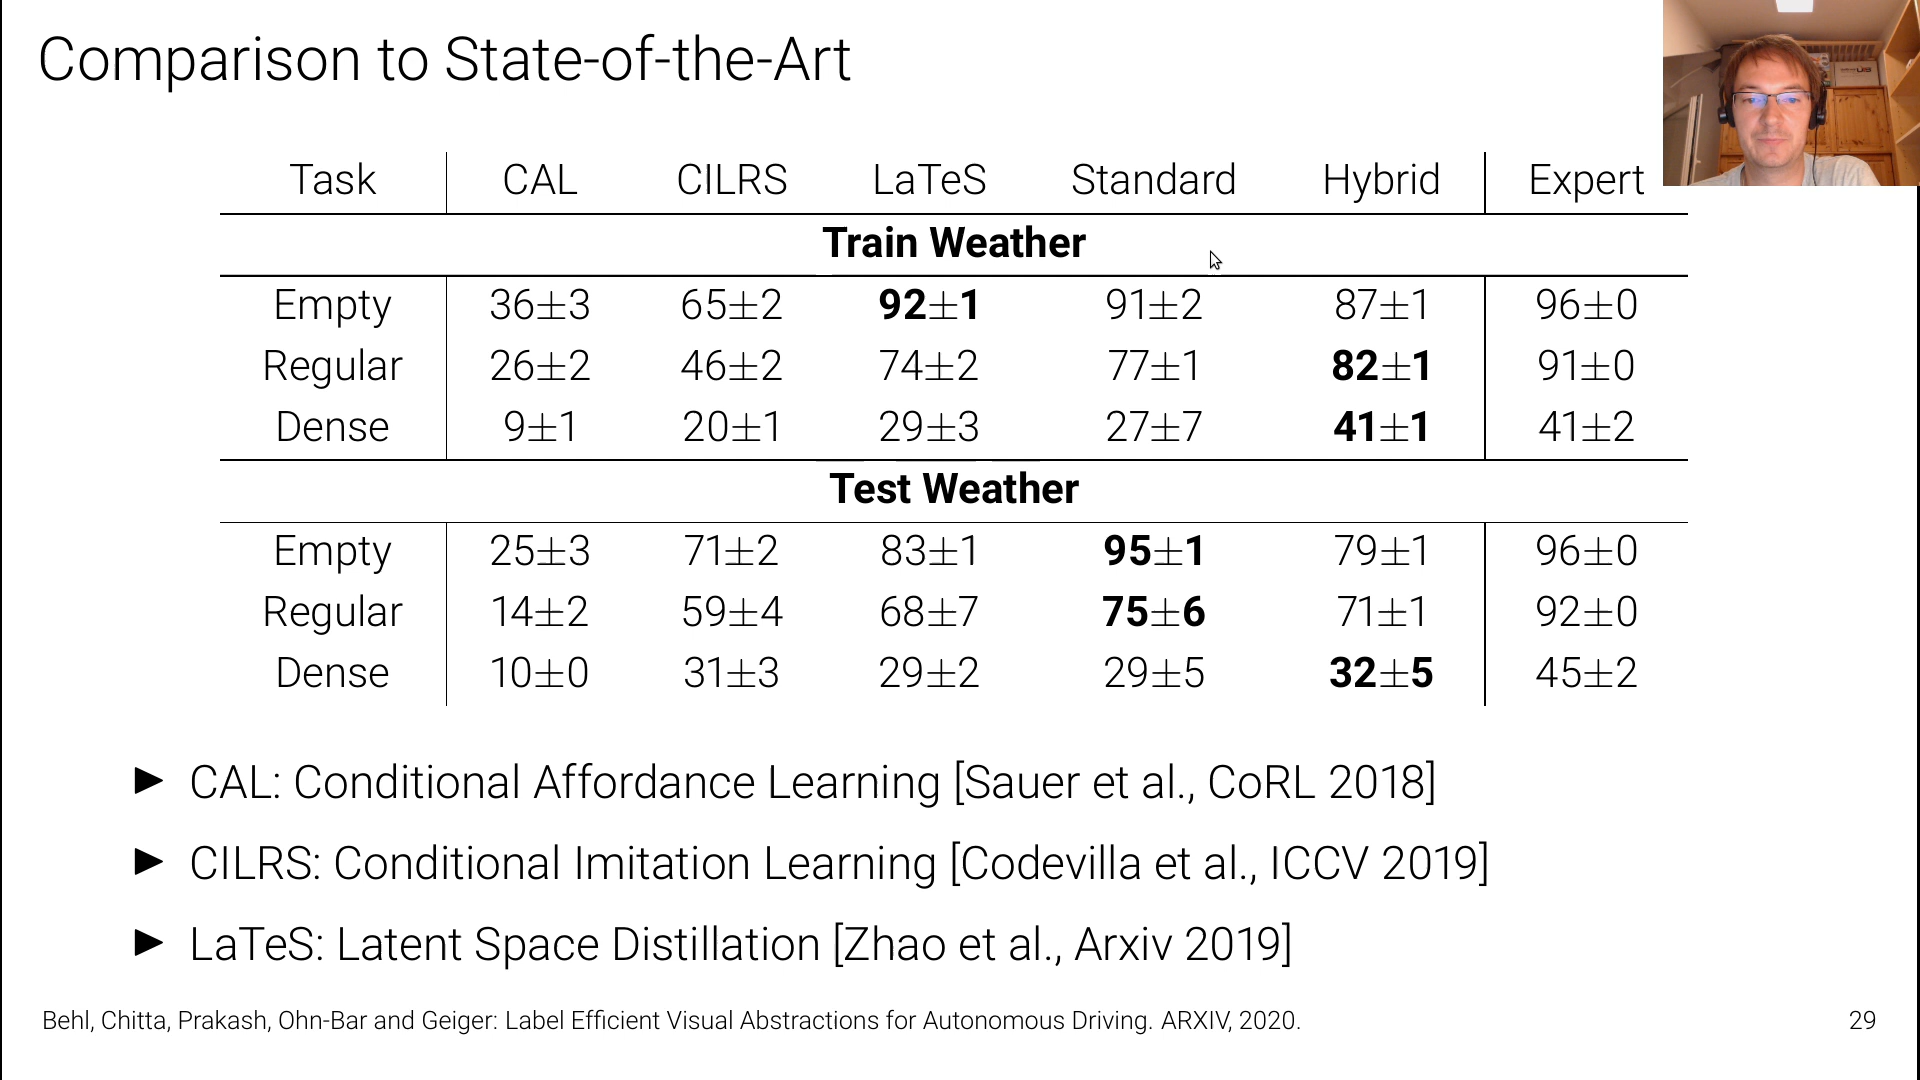 Comparison to State-of-the-Art
Task CAL CILRS LaTeS Standard Hybrid Expert
Train Weather
Empty 36±3 65±2 92±1 91±2 87±1 96±0
Regular 26±2 46±2 74±2 77±1 82±1 91±0
Dense 9±1 20±1 29±3 27±7 41±1 41±2
Test Weather
Empty 25±3 71±2 83±1 95±1 79±1 96±0
Regular 14±2 59±4 68±7 75±6 71±1 92±0
Dense 10±0 31±3 29±2 29±5 32±5 45±2
► CAL: Conditional Affordance Learning [Sauer et al., CoRL 2018]
► CILRS: Conditional Imitation Learning [Codevilla et al., ICCV 2019]
► LaTeS: Latent Space Distillation [Zhao et al., Arxiv 2019]
Behl, Chitta, Prakash, Ohn-Bar and Geiger: Label Efficient Visual Abstractions for Autonomous Driving. ARXIV, 2020.
29